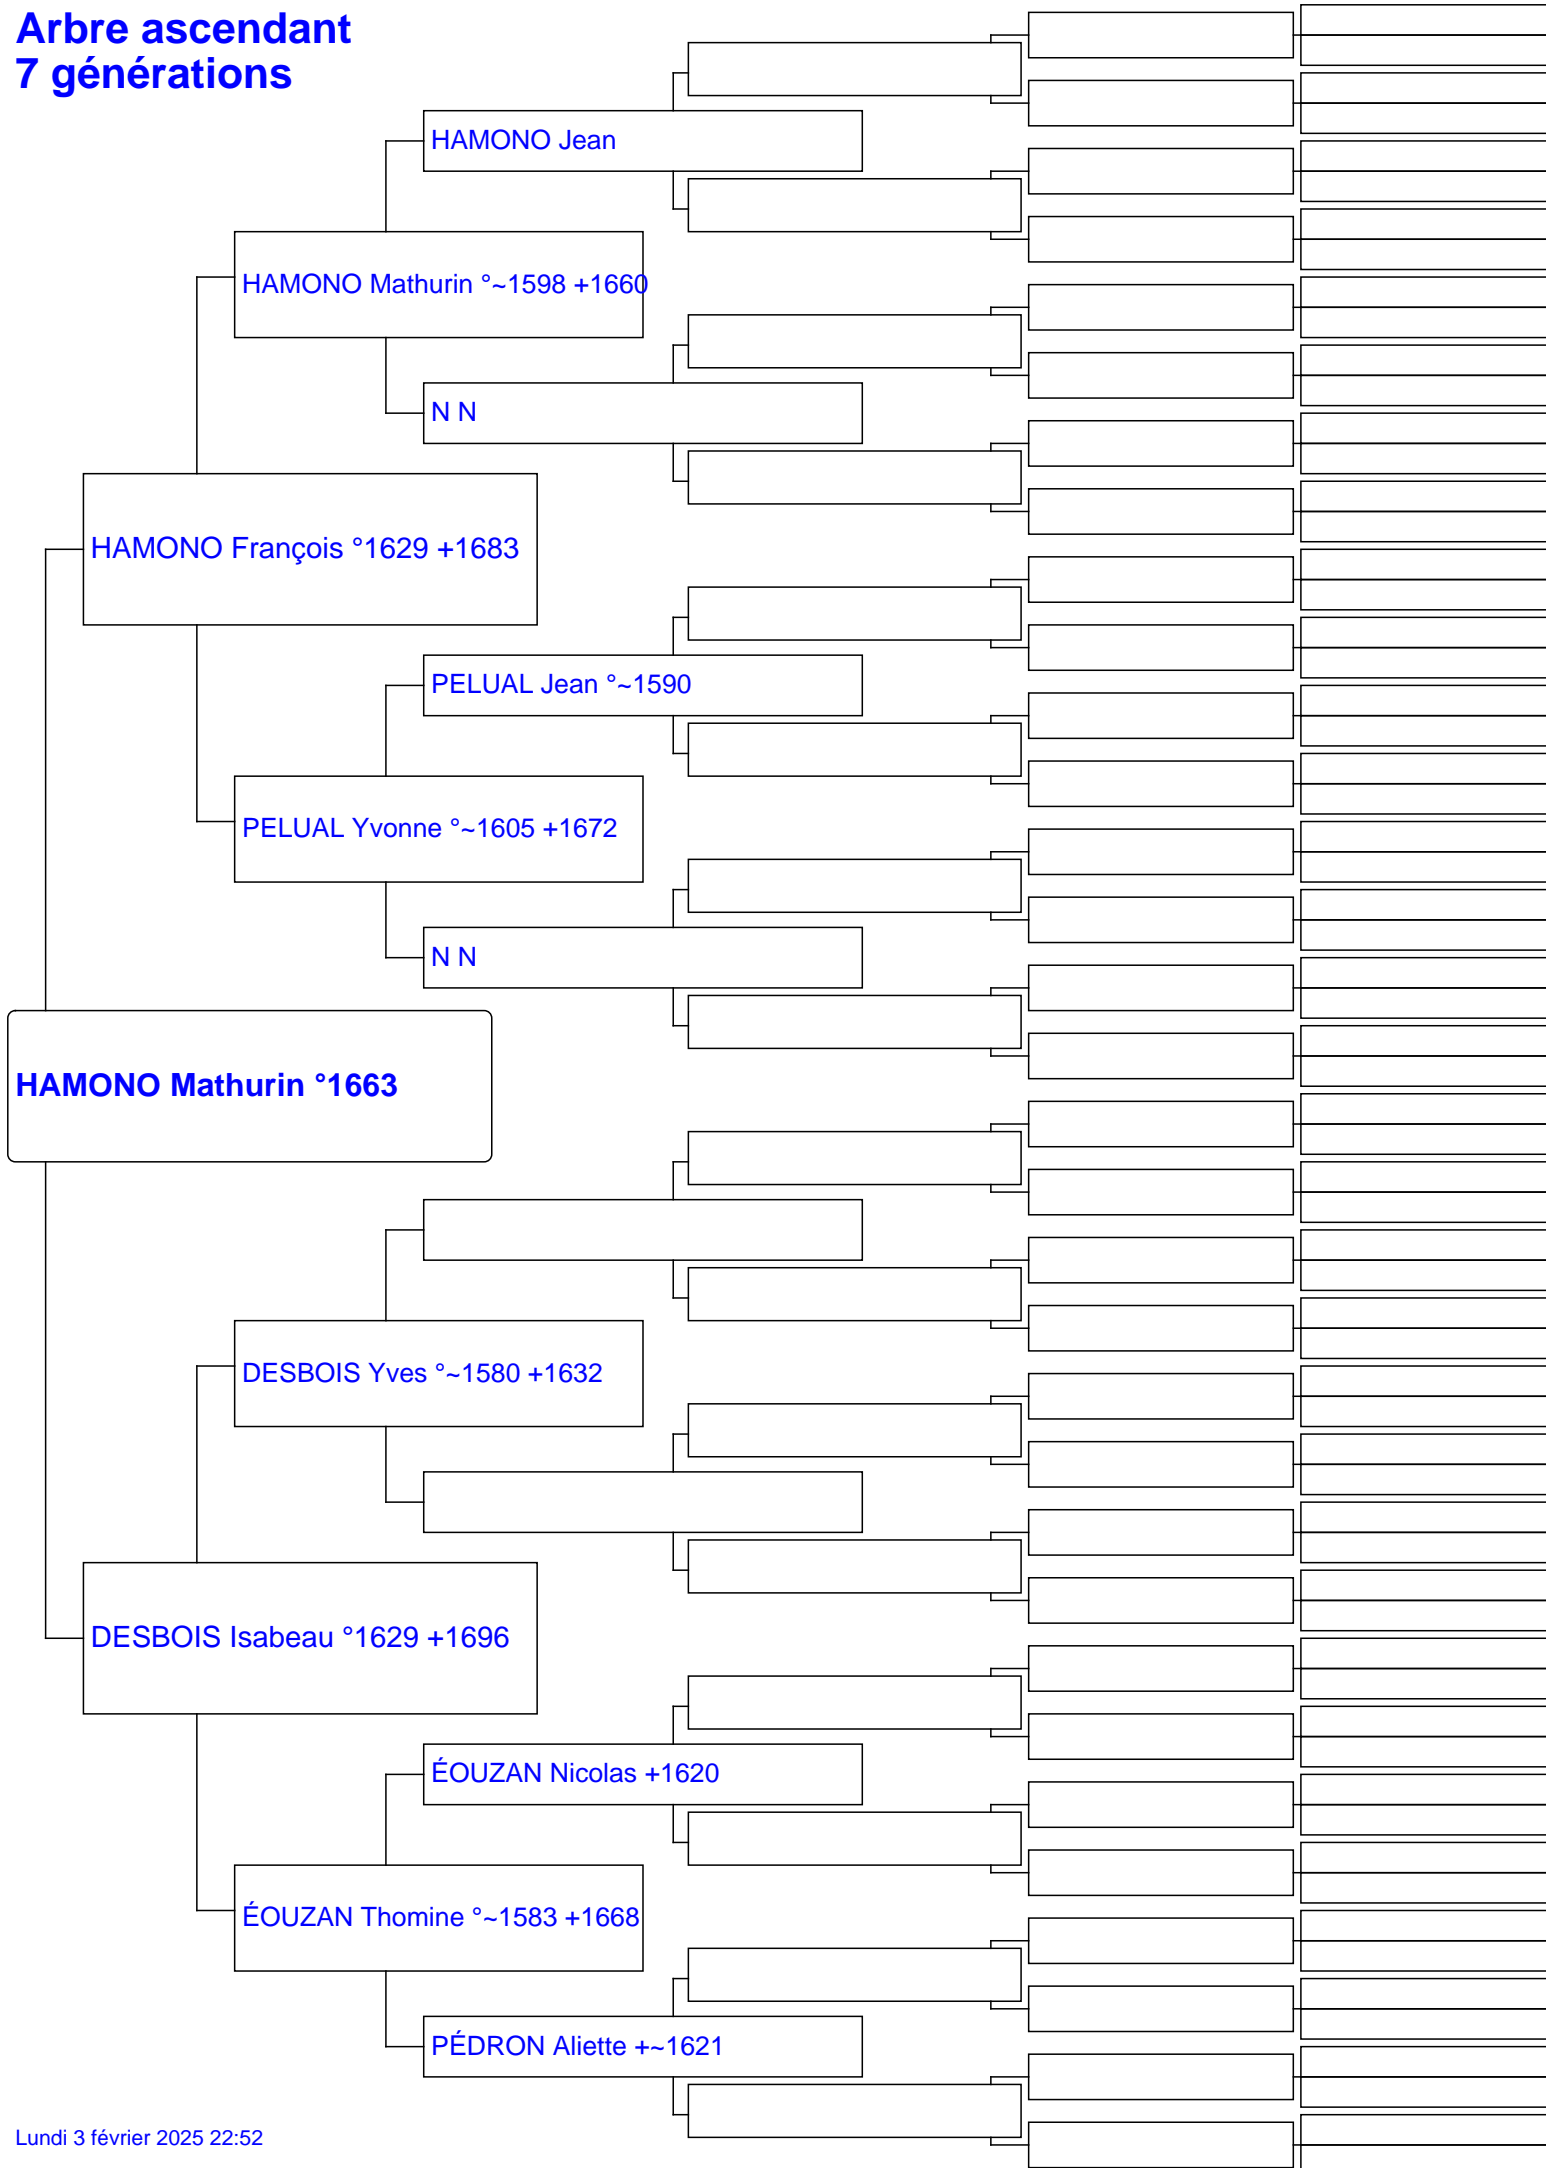 Arbre ascendant
7 générations
HAMONO Jean
HAMONO Mathurin °~1598 +1660
N N
HAMONO François °1629 +1683
PELUAL Jean °~1590
PELUAL Yvonne °~1605 +1672
N N
HAMONO Mathurin °1663
DESBOIS Yves °~1580 +1632
DESBOIS Isabeau °1629 +1696
ÉOUZAN Nicolas +1620
ÉOUZAN Thomine °~1583 +1668
PÉDRON Aliette +~1621
Lundi 3 février 2025 22:52